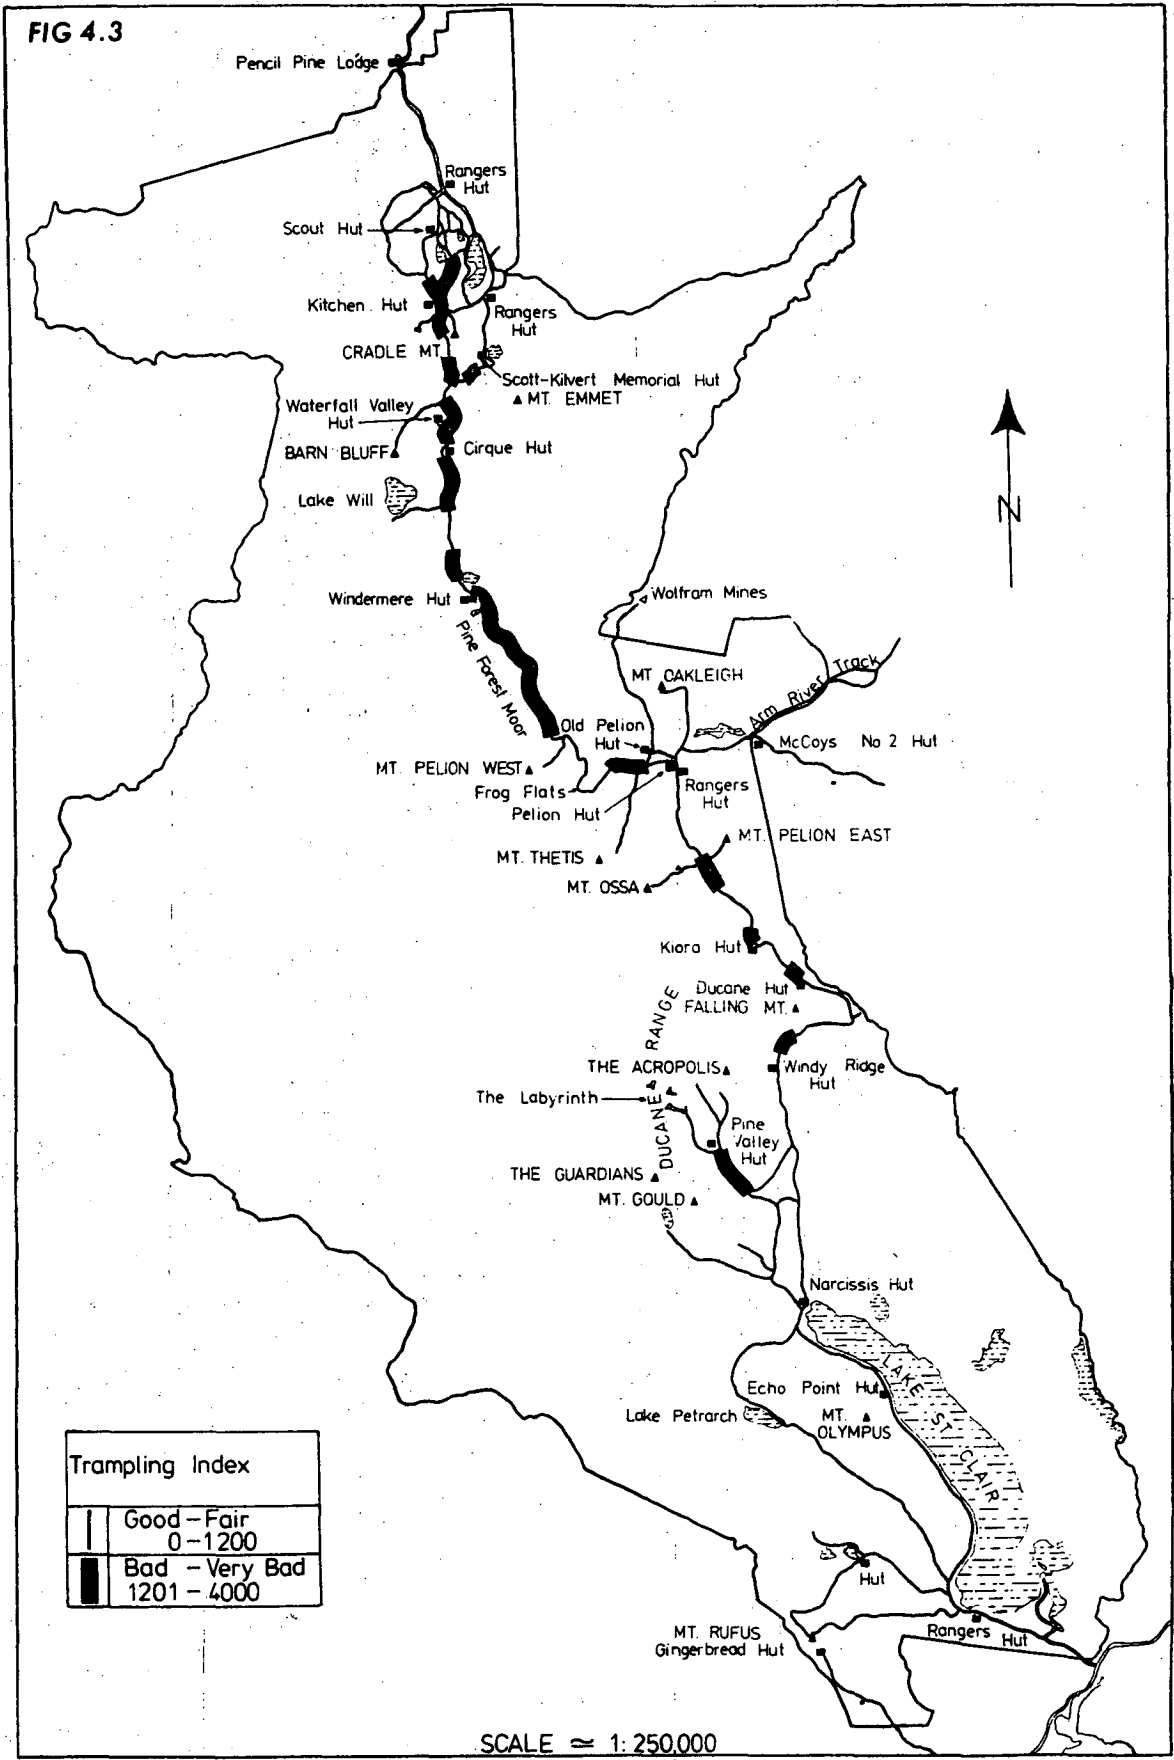 FIG 4.3
Pencil Pine Lodge
Rangers
Hut
Scout Hut
Kitchen Hut
Rangers
Hut
CRADLE MT
Scott-Kilvert Memorial Hut
MT. EMMET
Waterfall Valley
Hut
BARN BLUFF
Cirque Hut
Lake Will
N
Windermere Hut
Wolfram Mines
Pine Forest Moor
MT OAKLEIGH
Arm River Track
Old Pelion
Hut
McCoys No 2 Hut
MT. PELION WEST
Frog Flats
Rangers
Hut
Pelion Hut
MT. PELION EAST
MT. THETIS
MT. OSSA
Kiora Hut
Ducane Hut
FALLING MT.
DUCANE RANGE
THE ACROPOLIS
Windy Ridge
Hut
The Labyrinth
Pine
Valley
Hut
THE GUARDIANS
MT. GOULD
Narcissis Hut
LAKE ST CLAIR
Echo Point Hut
Lake Petrarch
MT.
OLYMPUS
Trampling Index
Good - Fair
0 - 1200
Bad - Very Bad
1201 - 4000
Hut
MT. RUFUS
Gingerbread Hut
Rangers Hut
SCALE ≃ 1: 250,000